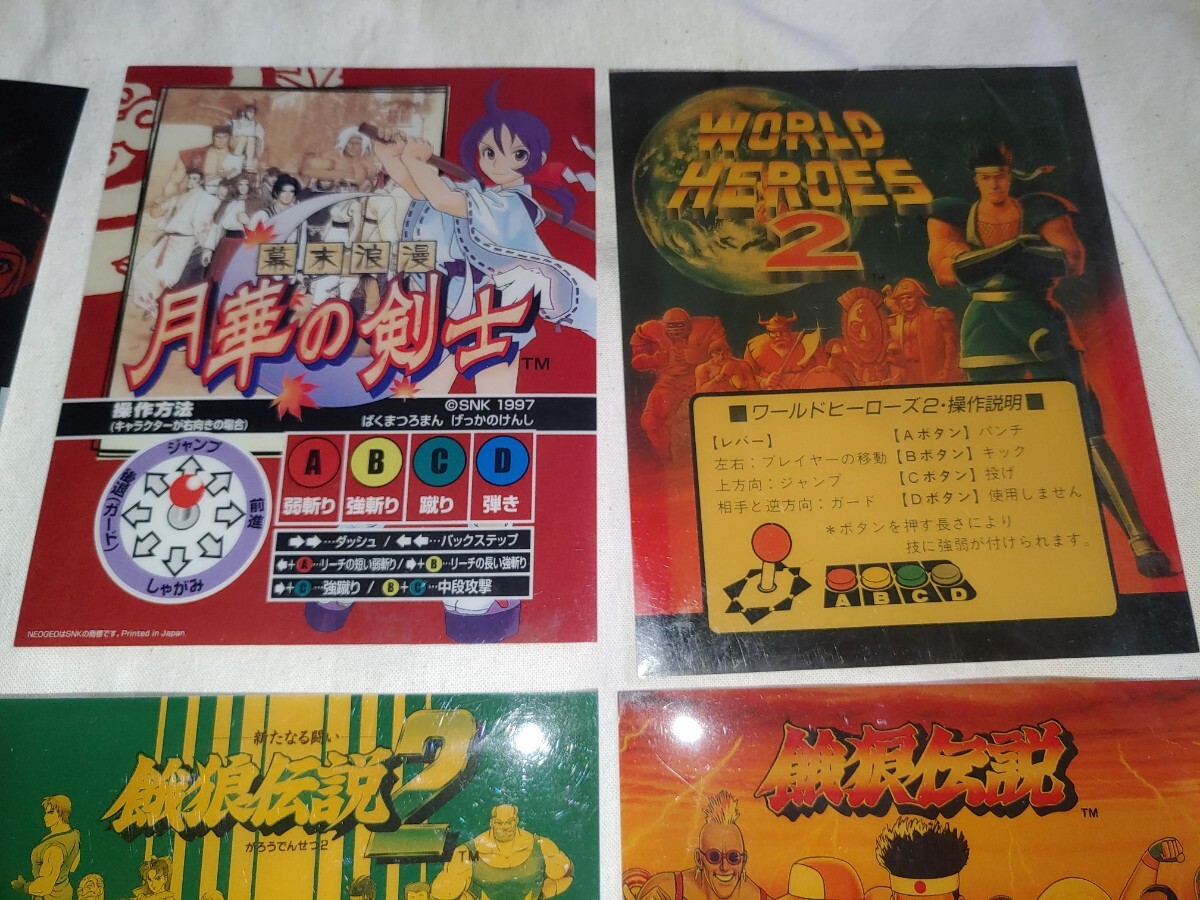 幕末浪漫
月華の剣士
TM
操作方法
(キャラクターが右向きの場合)
©SNK 1997
ばくまつろまん げっかのけんし
ジャンプ
後退(ガード)
前進
しゃがみ
A B C D
弱斬り 強斬り 蹴り 弾き
…ダッシュ / …バックステップ
+A…リーチの短い弱斬り / +B…リーチの長い強斬り
+C…強蹴り / B+C…中段攻撃
NEOGEOはSNKの商標です。Printed in Japan
WORLD
HEROES
2
TM
■ワールドヒーローズ2・操作説明■
【レバー】
左右：プレイヤーの移動
上方向：ジャンプ
相手と逆方向：ガード
【Aボタン】パンチ
【Bボタン】キック
【Cボタン】投げ
【Dボタン】使用しません
*ボタンを押す長さにより
技に強弱が付けられます。
A B C D
新たなる闘い
餓狼伝説2
がろうでんせつ2
TM
餓狼伝説
TM